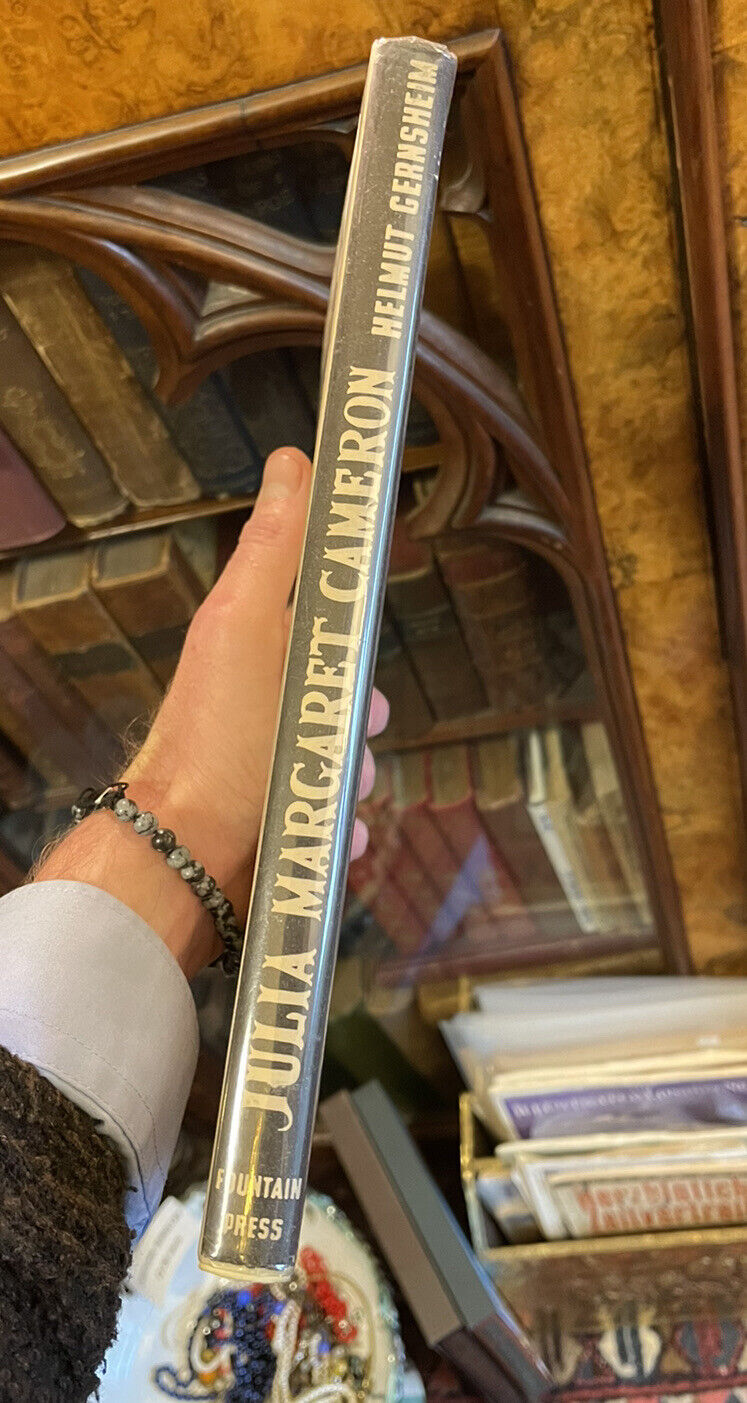 JULIA MARGARET CAMERON
HELMUT GERNSHEIM
FOUNTAIN
PRESS